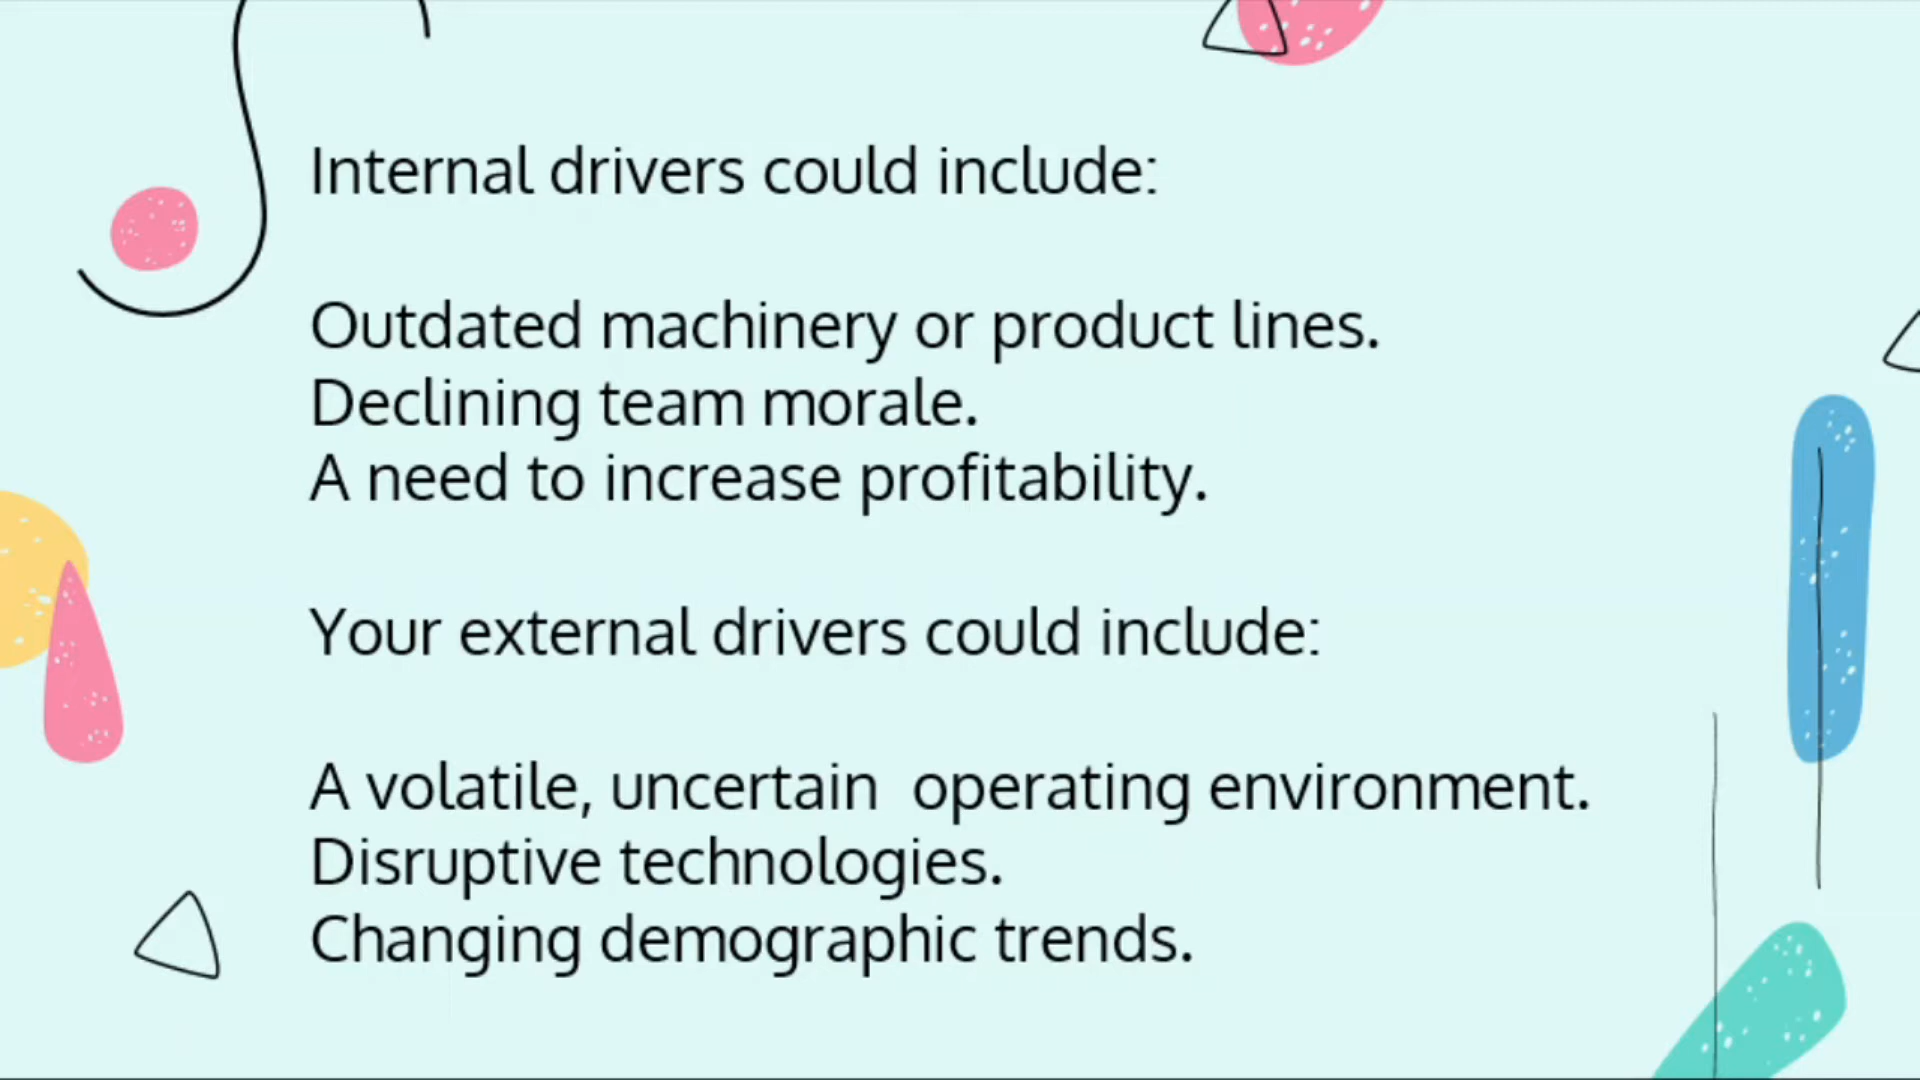 Internal drivers could include:
Outdated machinery or product lines.
Declining team morale.
A need to increase profitability.
Your external drivers could include:
A volatile, uncertain  operating environment.
Disruptive technologies.
Changing demographic trends.